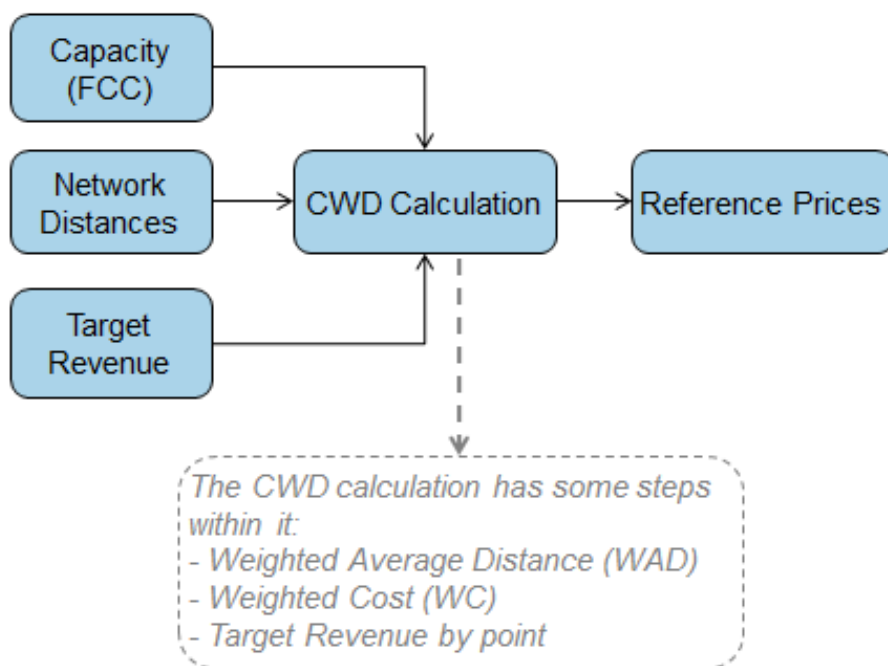 Capacity
(FCC)
Network
Distances
CWD Calculation
Reference Prices
Target
Revenue
The CWD calculation has some steps
within it:
- Weighted Average Distance (WAD)
- Weighted Cost (WC)
- Target Revenue by point